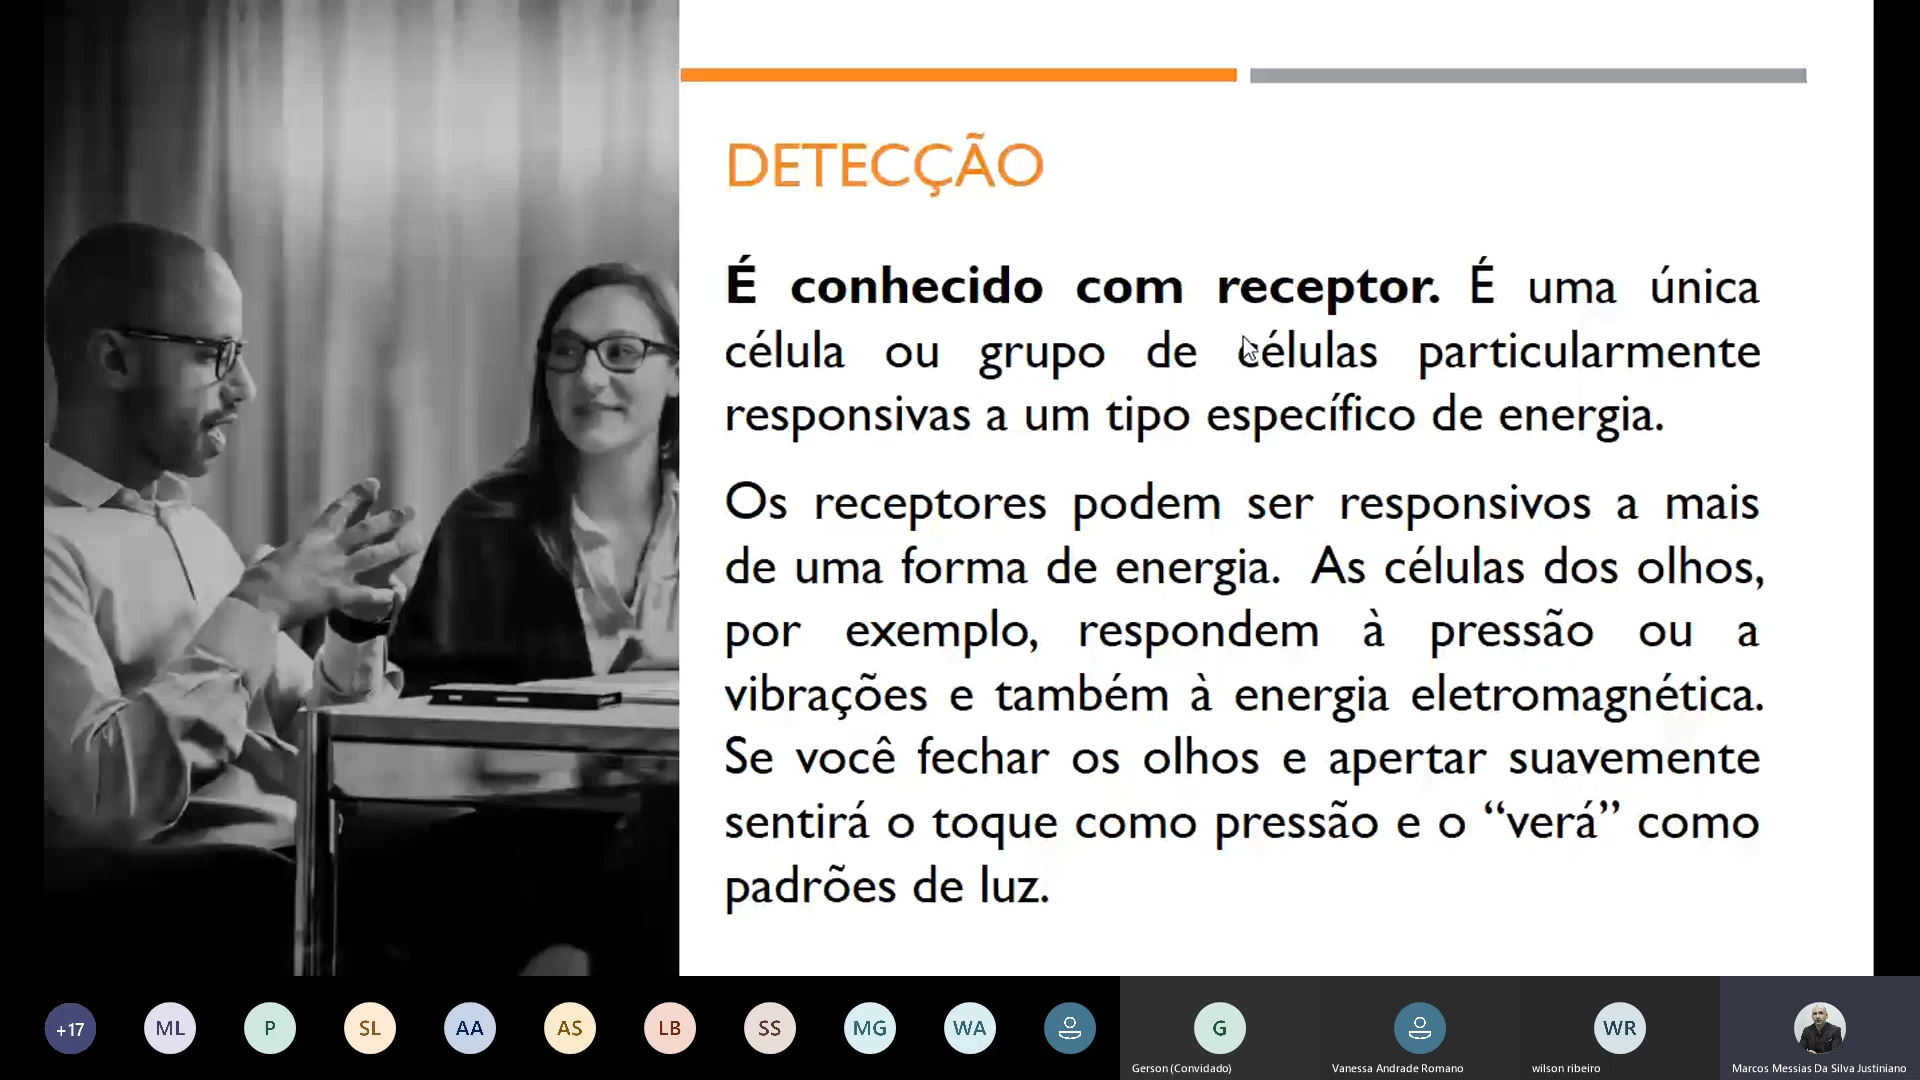 DETECÇÃO
É conhecido com receptor. É uma única
célula ou grupo de células particularmente
responsivas a um tipo específico de energia.
Os receptores podem ser responsivos a mais
de uma forma de energia. As células dos olhos,
por exemplo, respondem à pressão ou a
vibrações e também à energia eletromagnética.
Se você fechar os olhos e apertar suavemente
sentirá o toque como pressão e o “verá” como
padrões de luz.
+17
ML
P
SL
AA
AS
LB
SS
MG
WA
G
WR
Gerson (Convidado)
Vanessa Andrade Romano
wilson ribeiro
Marcos Messias Da Silva Justiniano